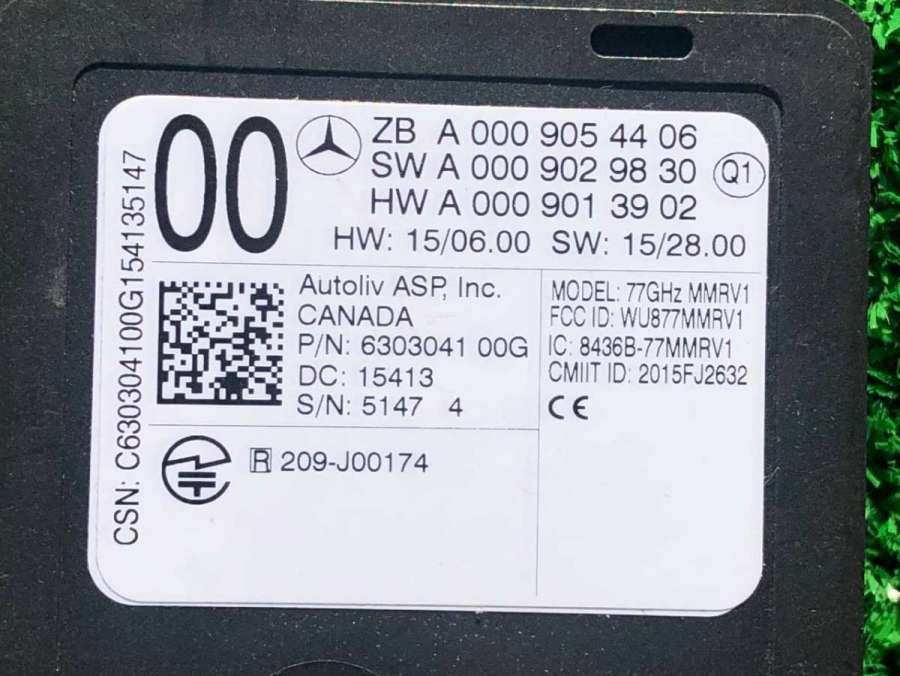 00
ZB A 000 905 44 06
SW A 000 902 98 30
HW A 000 901 39 02
Q1
HW: 15/06.00 SW: 15/28.00
CSN: C630304100G154135147
Autoliv ASP, Inc.
CANADA
P/N: 6303041 00G
DC: 15413
S/N: 5147 4
MODEL: 77GHz MMRV1
FCC ID: WU877MMRV1
IC: 8436B-77MMRV1
CMIIT ID: 2015FJ2632
CE
R 209-J00174